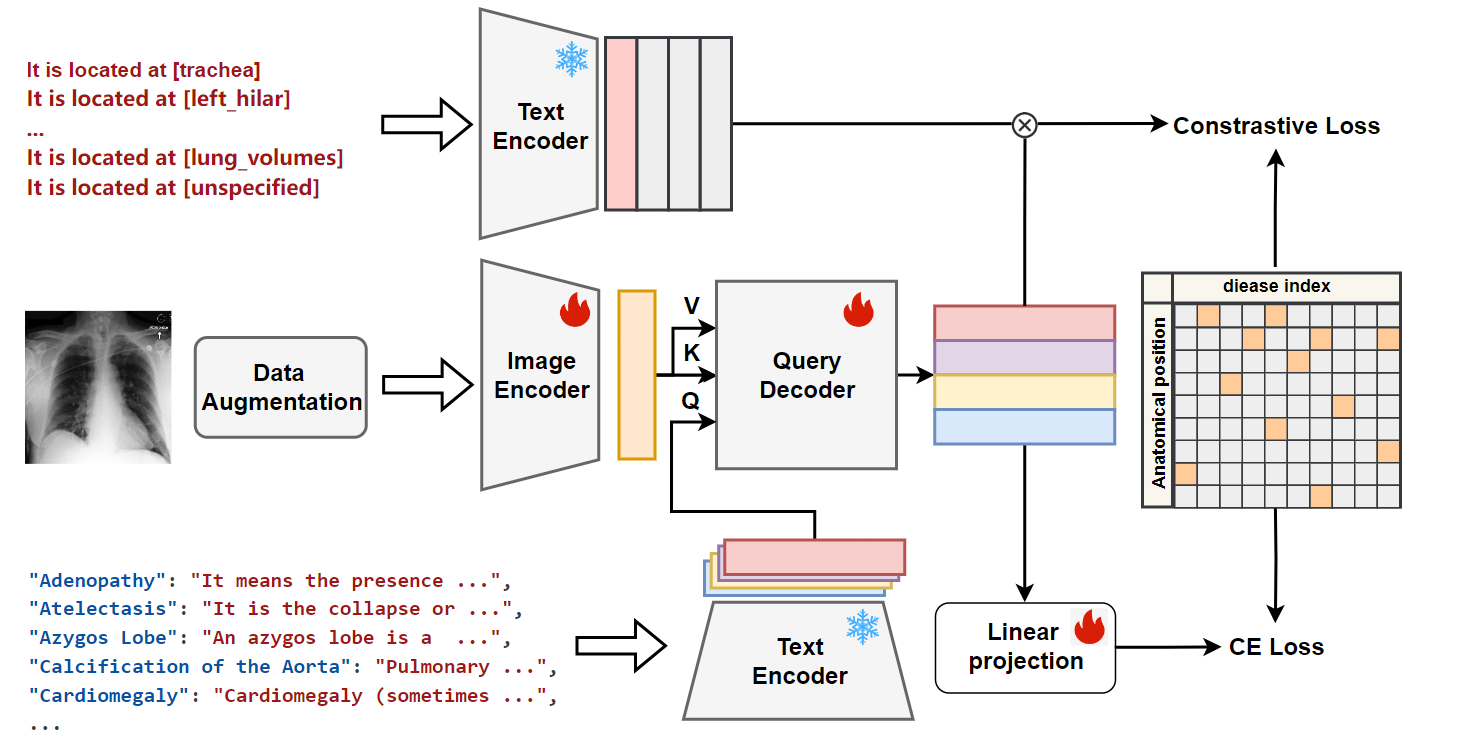 It is located at [trachea]
It is located at [left_hilar]
...
It is located at [lung_volumes]
It is located at [unspecified]
Text
Encoder
Constrastive Loss
Data
Augmentation
Image
Encoder
V
K
Q
Query
Decoder
diease index
Anatomical position
"Adenopathy": "It means the presence ...",
"Atelectasis": "It is the collapse or ...",
"Azygos Lobe": "An azygos lobe is a  ...",
"Calcification of the Aorta": "Pulmonary ...",
"Cardiomegaly": "Cardiomegaly (sometimes ...",
...
Text
Encoder
Linear
projection
CE Loss